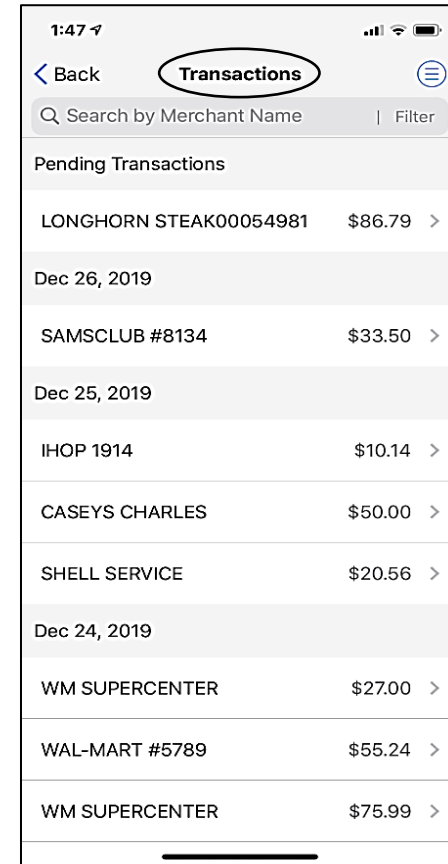 1:47
Back Transactions
Search by Merchant Name | Filter
Pending Transactions
LONGHORN STEAK00054981 $86.79
Dec 26, 2019
SAMSCLUB #8134 $33.50
Dec 25, 2019
IHOP 1914 $10.14
CASEYS CHARLES $50.00
SHELL SERVICE $20.56
Dec 24, 2019
WM SUPERCENTER $27.00
WAL-MART #5789 $55.24
WM SUPERCENTER $75.99